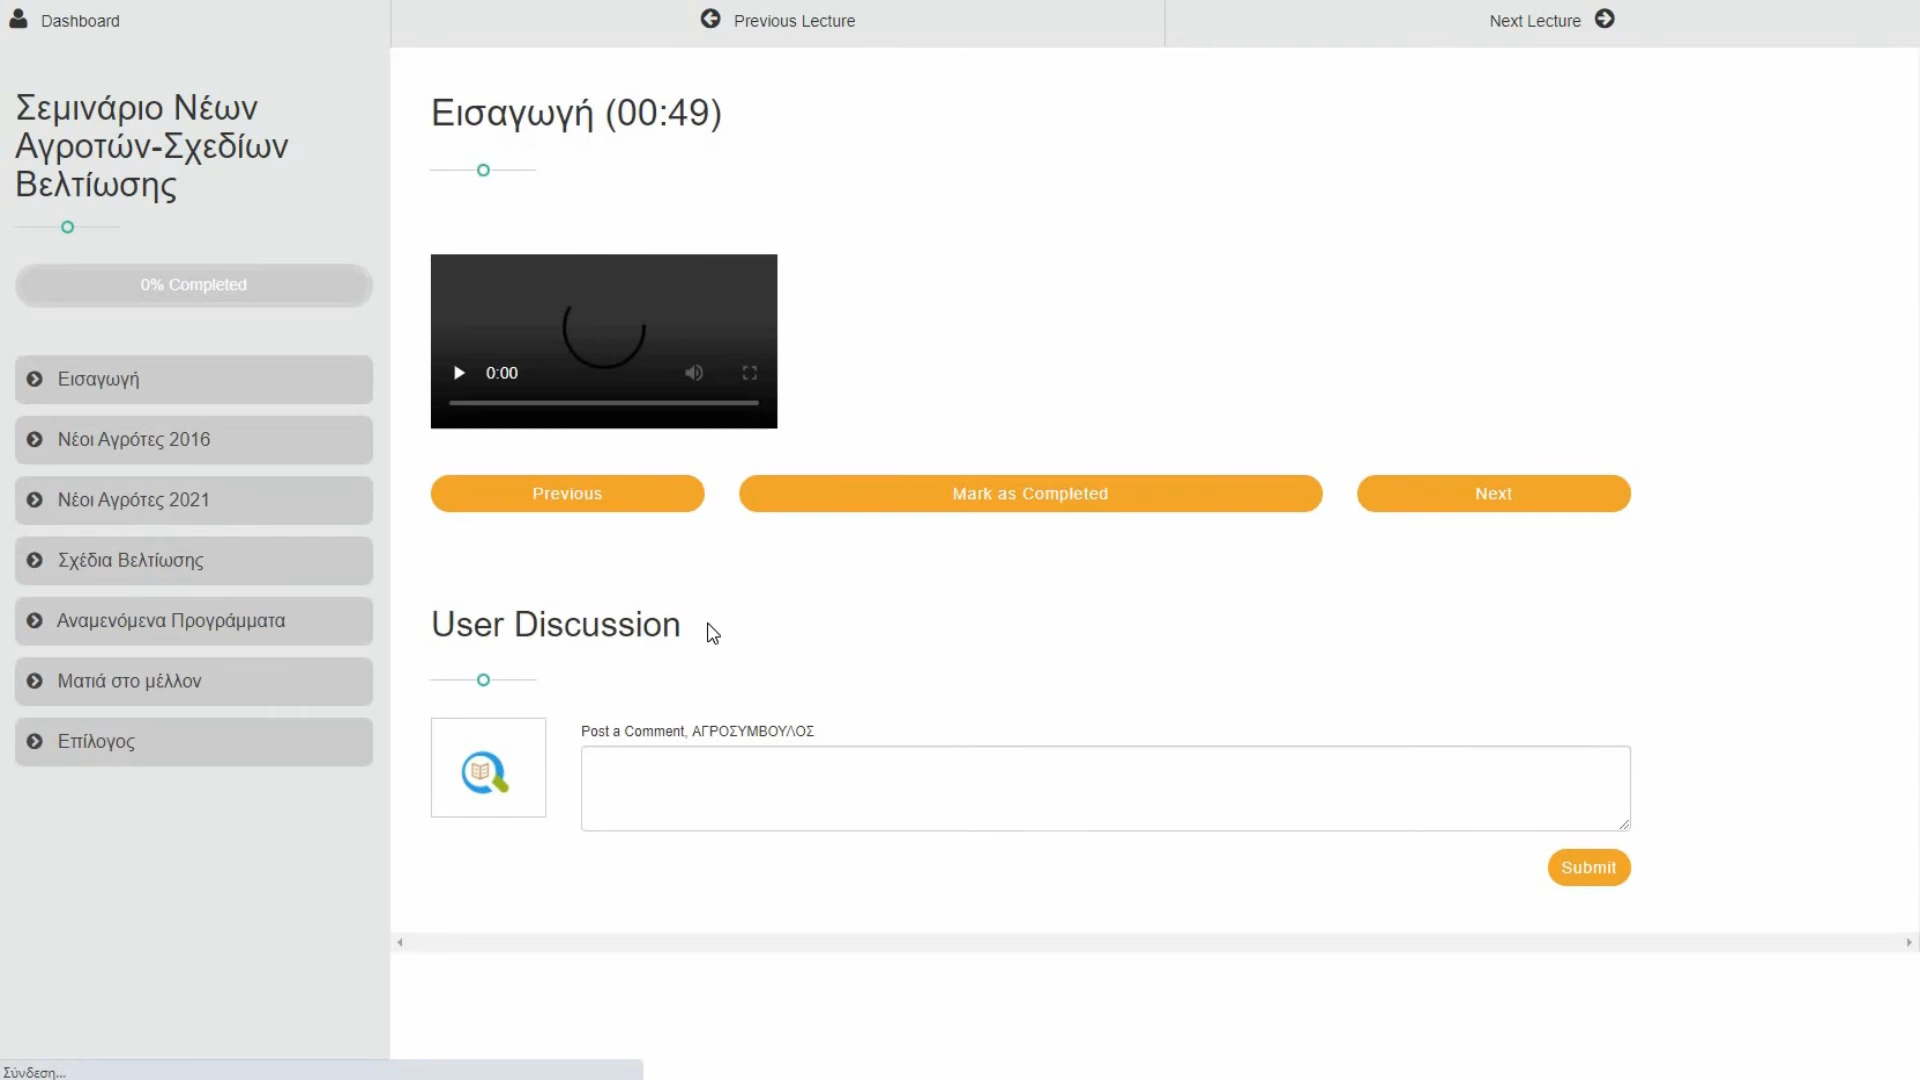 Dashboard
Previous Lecture
Next Lecture
Σεμινάριο Νέων
Αγροτών-Σχεδίων
Βελτίωσης
0% Completed
Εισαγωγή
Νέοι Αγρότες 2016
Νέοι Αγρότες 2021
Σχέδια Βελτίωσης
Αναμενόμενα Προγράμματα
Ματιά στο μέλλον
Επίλογος
Εισαγωγή (00:49)
0:00
Previous
Mark as Completed
Next
User Discussion
Post a Comment, ΑΓΡΟΣΥΜΒΟΥΛΟΣ
Submit
Σύνδεση...